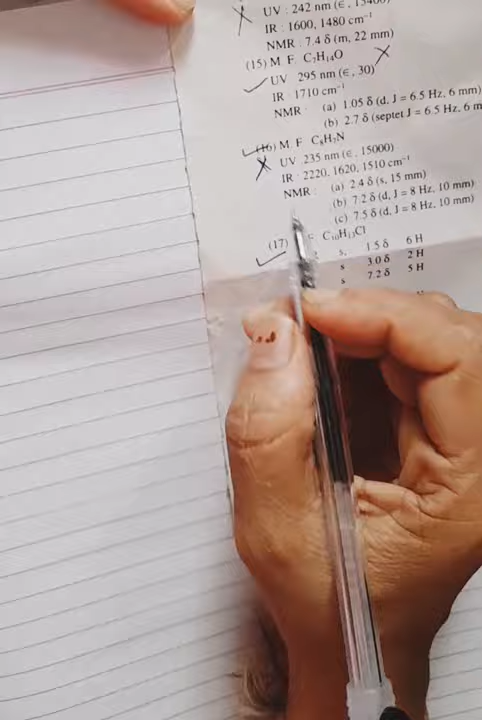 UV : 242 nm (ϵ, 13400)
IR : 1600, 1480 cm⁻¹
NMR : 7.4 δ (m, 22 mm)
(15) M F C₇H₁₄O
UV 295 nm (ϵ, 30)
IR : 1710 cm⁻¹
NMR : (a) 1.05 δ (d, J = 6.5 Hz, 6 mm)
(b) 2.7 δ (septet J = 6.5 Hz, 6 m
(16) M. F C₈H₇N
UV 235 nm (ϵ, 15000)
IR : 2220, 1620, 1510 cm⁻¹
NMR : (a) 2.4 δ (s, 15 mm)
(b) 7.2 δ (d, J = 8 Hz, 10 mm)
(c) 7.5 δ (d, J = 8 Hz, 10 mm)
(17) C₁₀H₁₃Cl
s, 1.5 δ 6 H
s 3.0 δ 2 H
s 7.2 δ 5 H